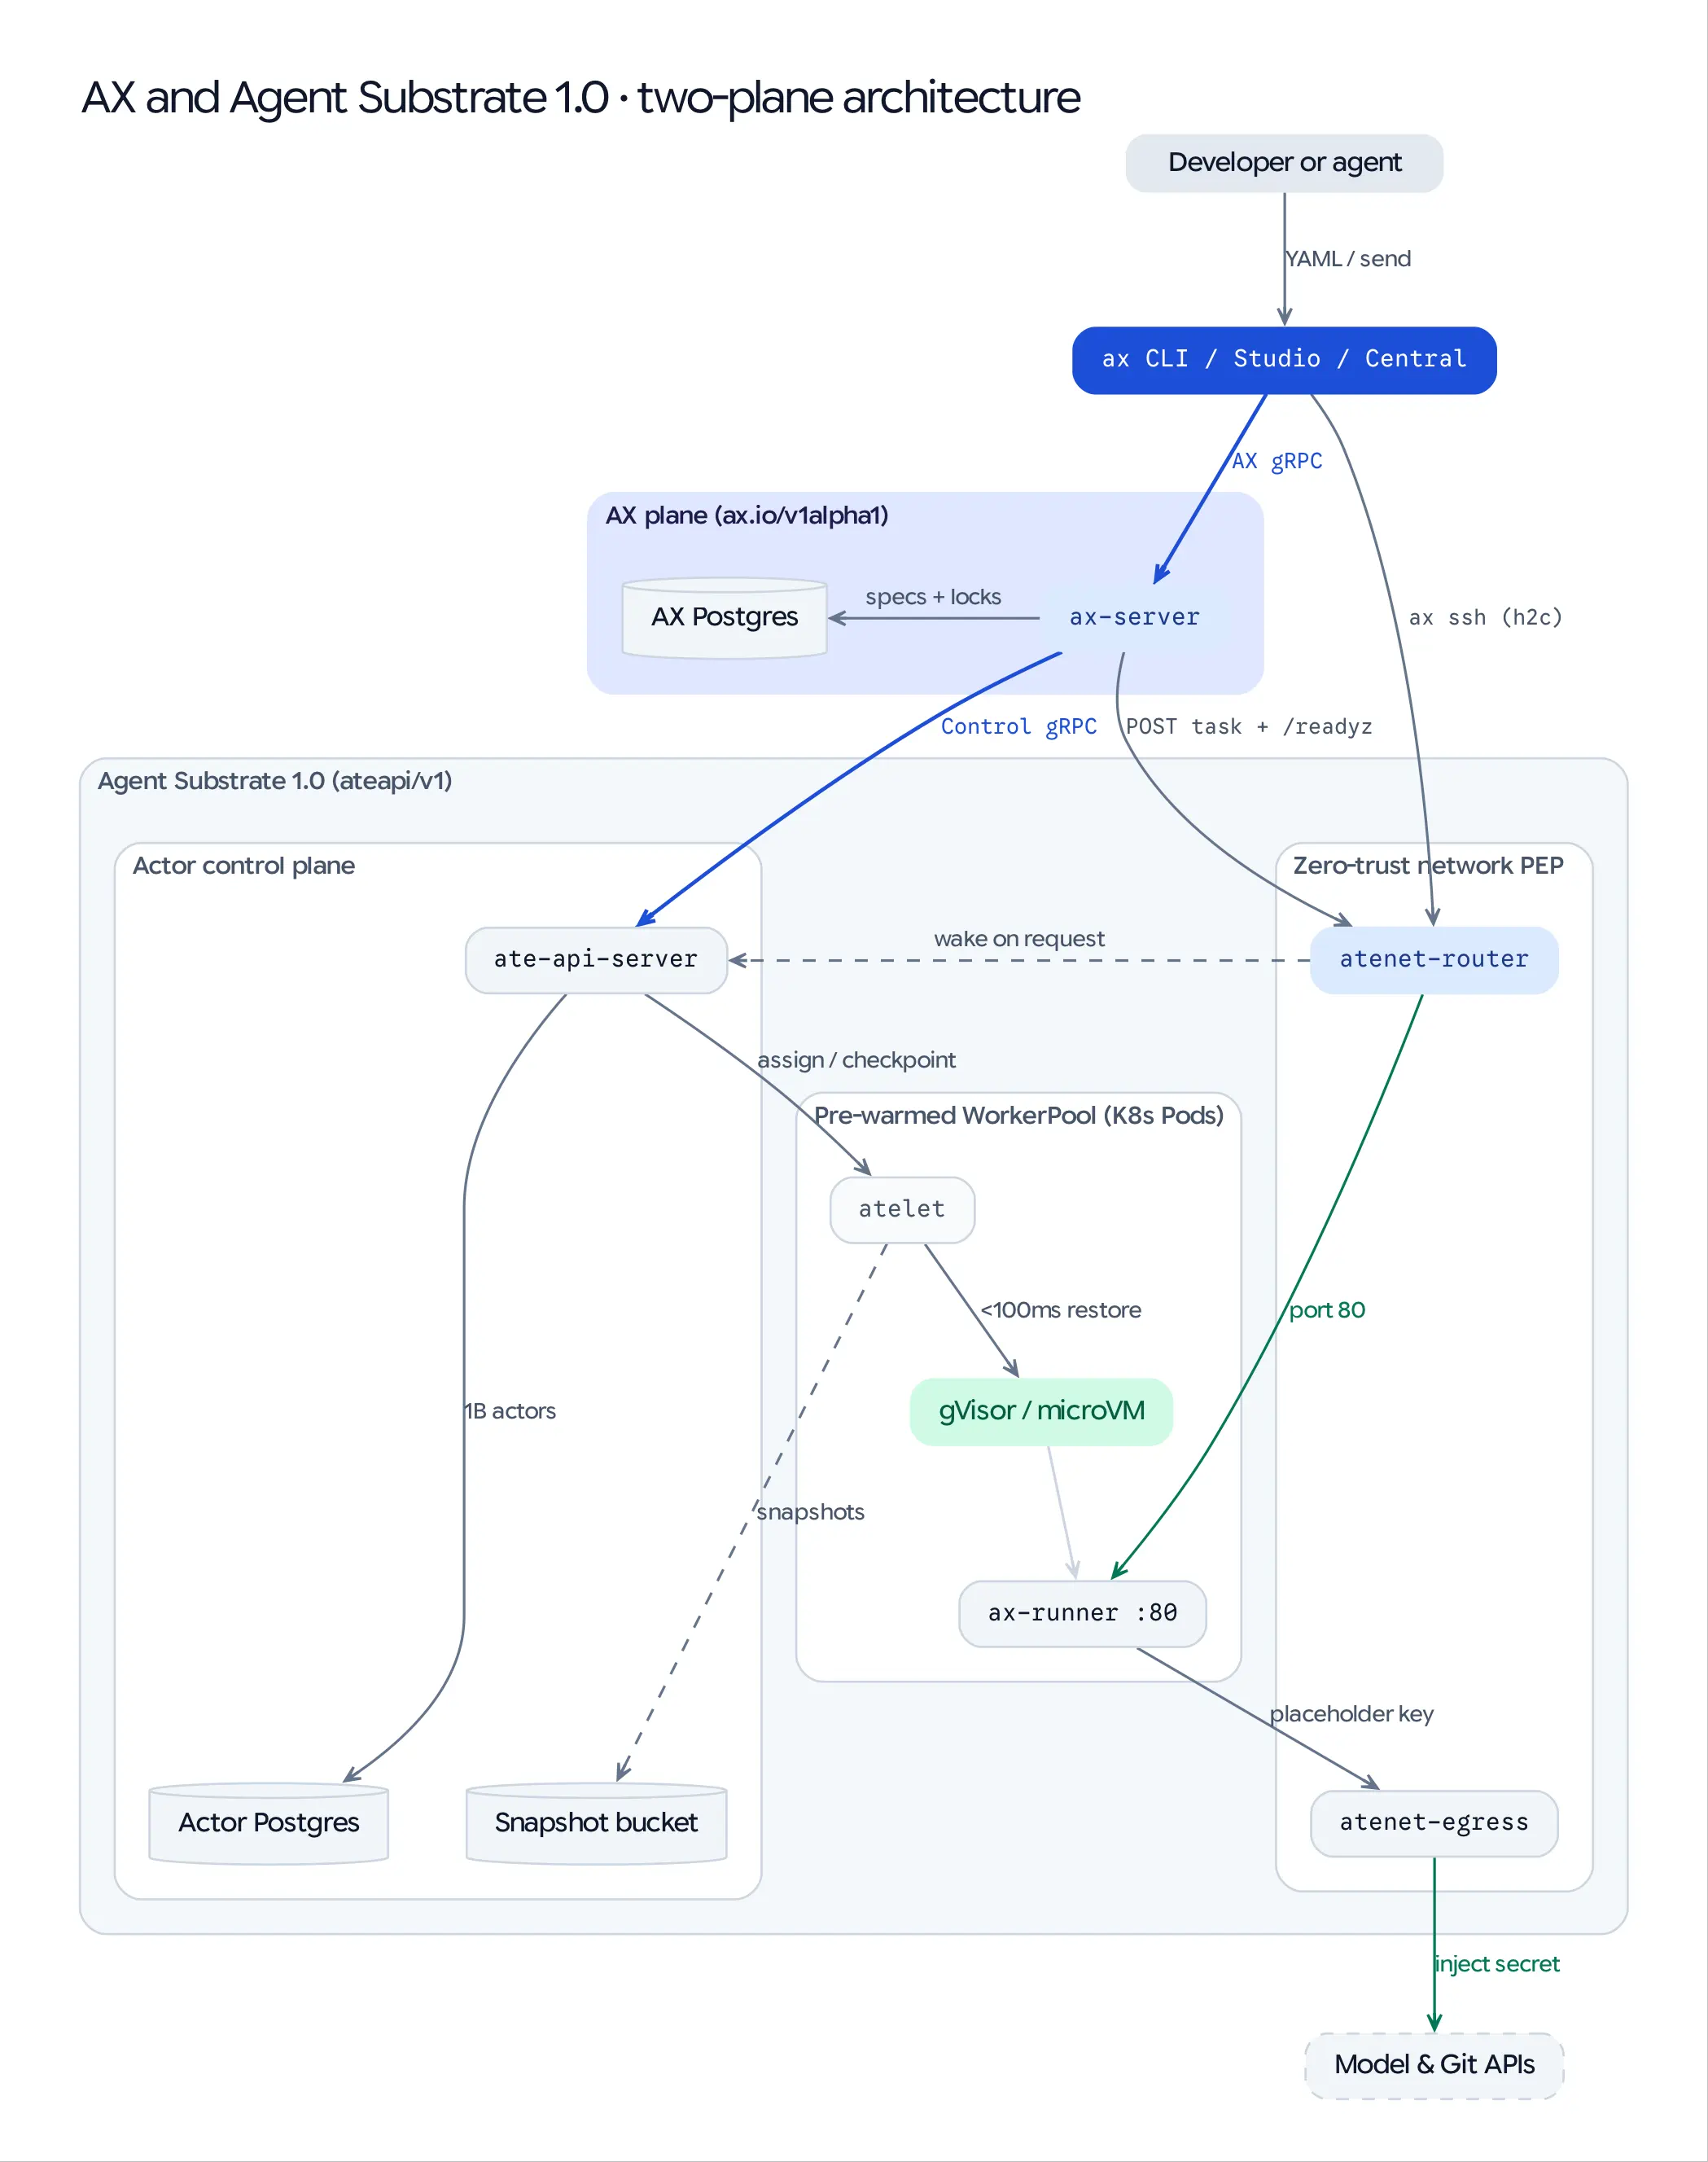 AX and Agent Substrate 1.0 · two-plane architecture
Developer or agent
YAML / send
ax CLI / Studio / Central
AX gRPC
AX plane (ax.io/v1alpha1)
AX Postgres
specs + locks
ax-server
ax ssh (h2c)
Control gRPC
POST task + /readyz
Agent Substrate 1.0 (ateapi/v1)
Actor control plane
Zero-trust network PEP
ate-api-server
wake on request
atenet-router
assign / checkpoint
Pre-warmed WorkerPool (K8s Pods)
atelet
<100ms restore
port 80
1B actors
gVisor / microVM
snapshots
ax-runner :80
placeholder key
Actor Postgres
Snapshot bucket
atenet-egress
inject secret
Model & Git APIs